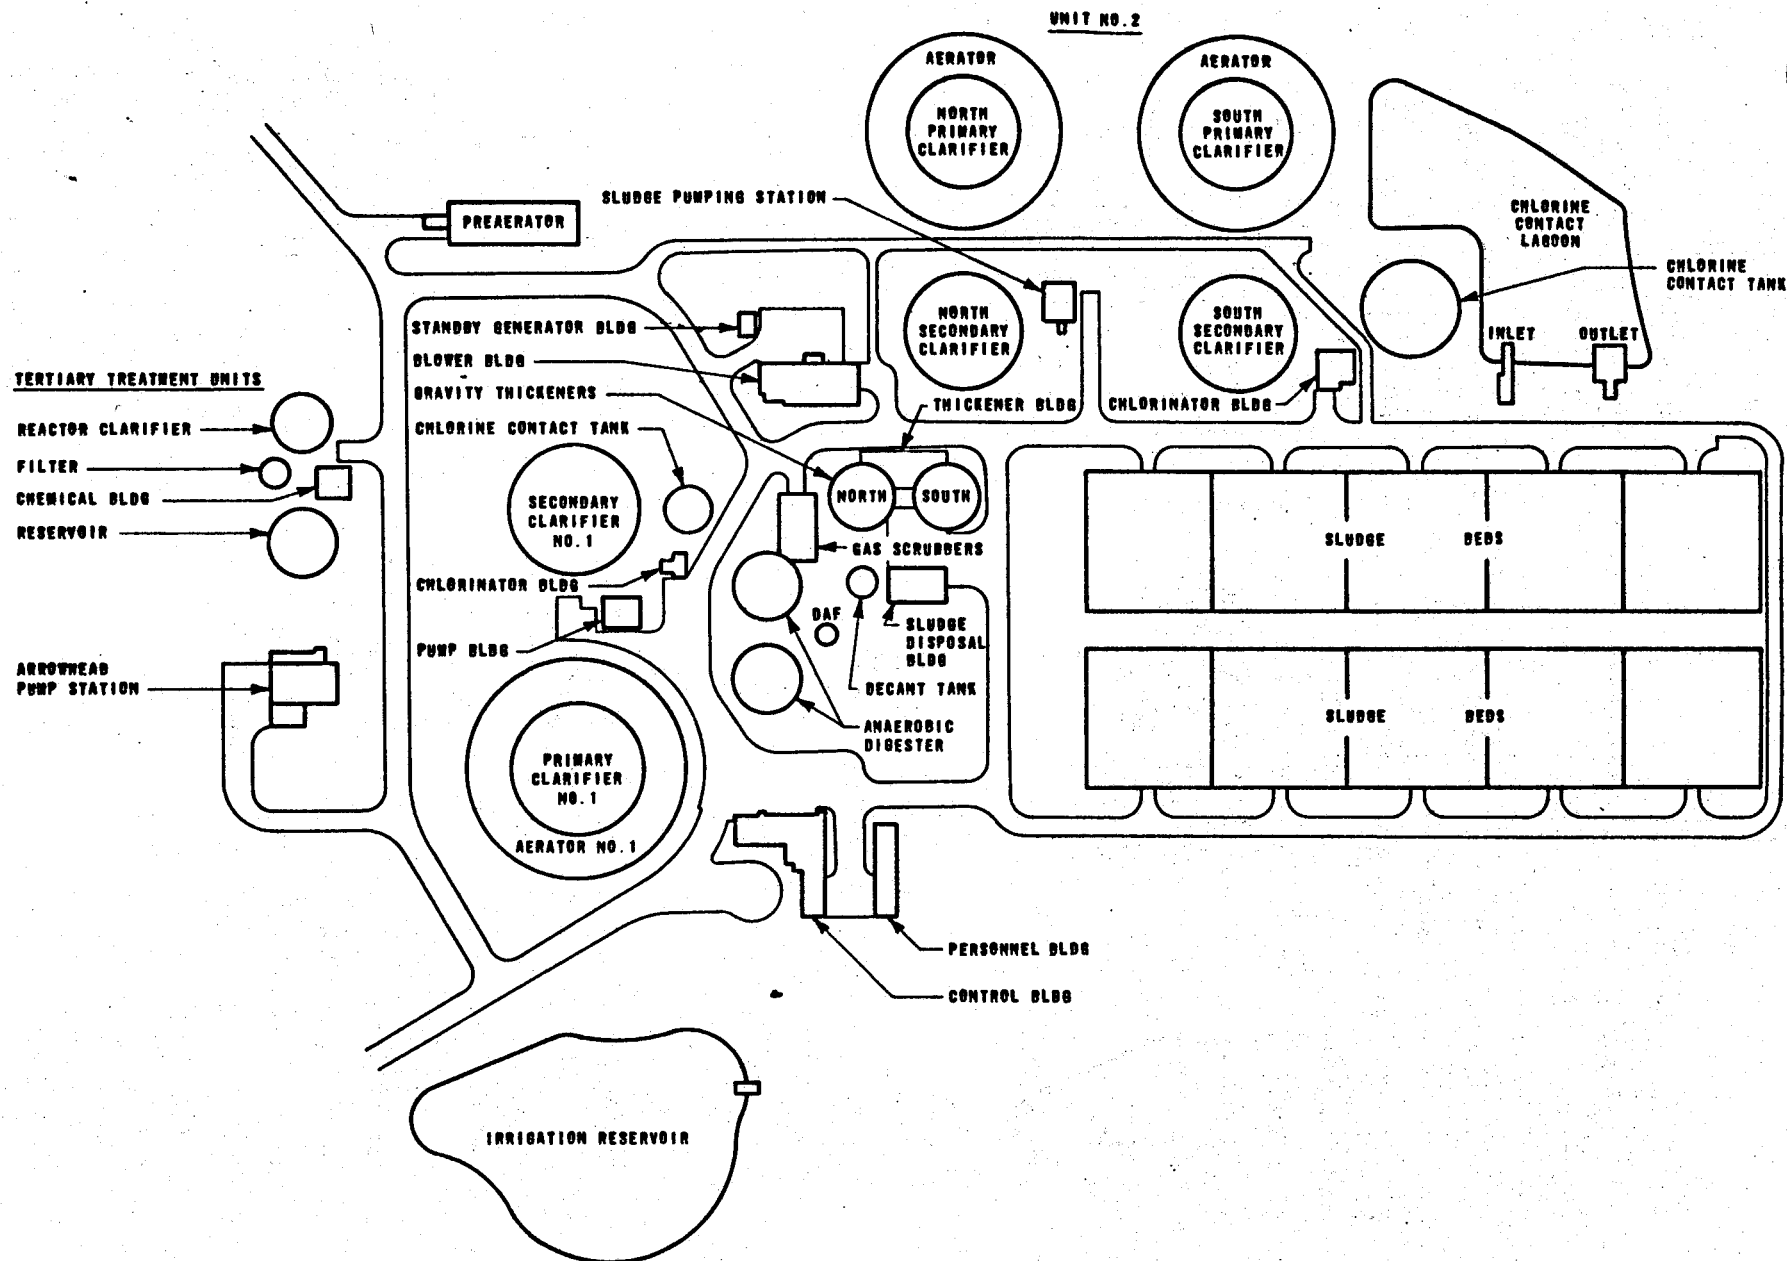 UNIT NO.2
AERATOR
NORTH
PRIMARY
CLARIFIER
AERATOR
SOUTH
PRIMARY
CLARIFIER
SLUDGE PUMPING STATION
PREAERATOR
CHLORINE
CONTACT
LAGOON
CHLORINE
CONTACT TANK
INLET
OUTLET
STANDBY GENERATOR BLDG
NORTH
SECONDARY
CLARIFIER
SOUTH
SECONDARY
CLARIFIER
BLOWER BLDG
GRAVITY THICKENERS
THICKENER BLDG
CHLORINATOR BLDG
TERTIARY TREATMENT UNITS
REACTOR CLARIFIER
FILTER
CHEMICAL BLDG
RESERVOIR
CHLORINE CONTACT TANK
SECONDARY
CLARIFIER
NO.1
NORTH
SOUTH
GAS SCRUBBERS
SLUDGE BEDS
CHLORINATOR BLDG
DAF
SLUDGE
DISPOSAL
BLDG
PUMP BLDG
ARROWHEAD
PUMP STATION
DECANT TANK
ANAEROBIC
DIGESTER
SLUDGE BEDS
PRIMARY
CLARIFIER
NO.1
AERATOR NO.1
PERSONNEL BLDG
CONTROL BLDG
IRRIGATION RESERVOIR